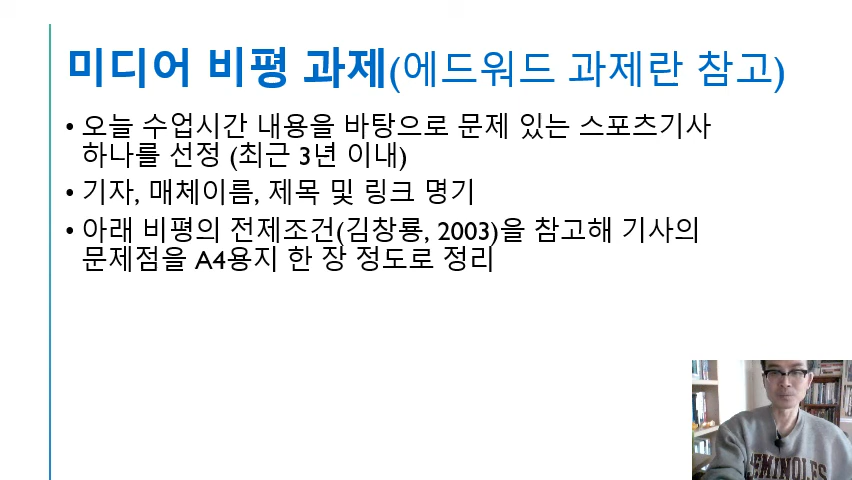 미디어 비평 과제(에드워드 과제란 참고)
• 오늘 수업시간 내용을 바탕으로 문제 있는 스포츠기사
하나를 선정 (최근 3년 이내)
• 기자, 매체이름, 제목 및 링크 명기
• 아래 비평의 전제조건(김창룡, 2003)을 참고해 기사의
문제점을 A4용지 한 장 정도로 정리
SEMINOLES